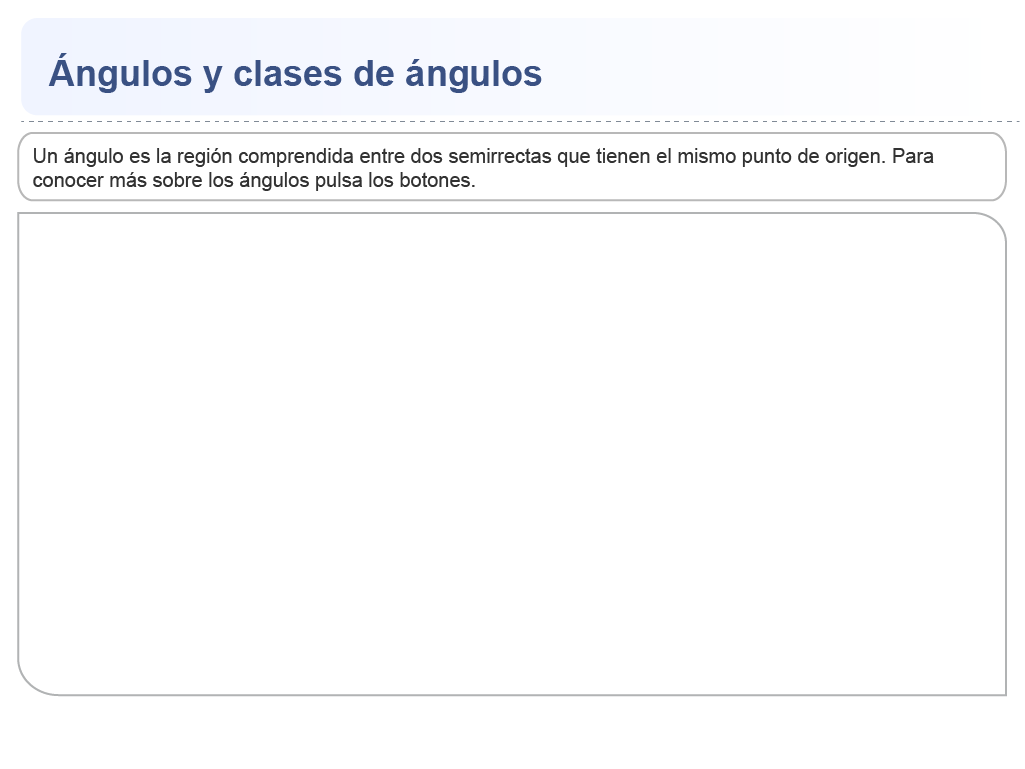 Ángulos y clases de ángulos
Un ángulo es la región comprendida entre dos semirrectas que tienen el mismo punto de origen. Para
conocer más sobre los ángulos pulsa los botones.